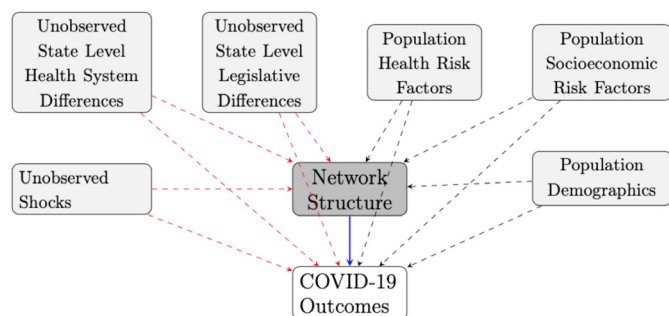 Unobserved
State Level
Health System
Differences
Unobserved
State Level
Legislative
Differences
Population
Health Risk
Factors
Population
Socioeconomic
Risk Factors
Unobserved
Shocks
Network
Structure
Population
Demographics
COVID-19
Outcomes